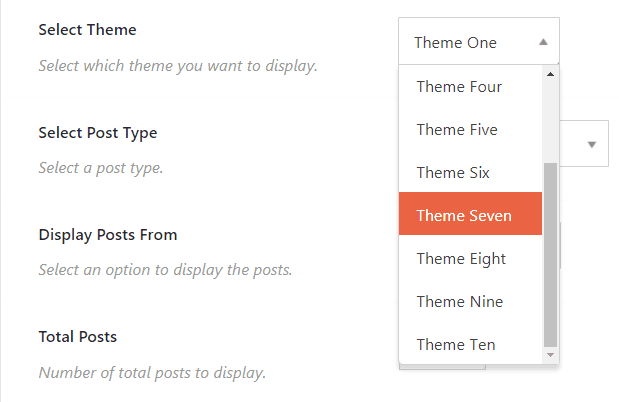 Select Theme
Select which theme you want to display.
Theme One
Theme Four
Theme Five
Theme Six
Theme Seven
Theme Eight
Theme Nine
Theme Ten
Select Post Type
Select a post type.
Display Posts From
Select an option to display the posts.
Total Posts
Number of total posts to display.